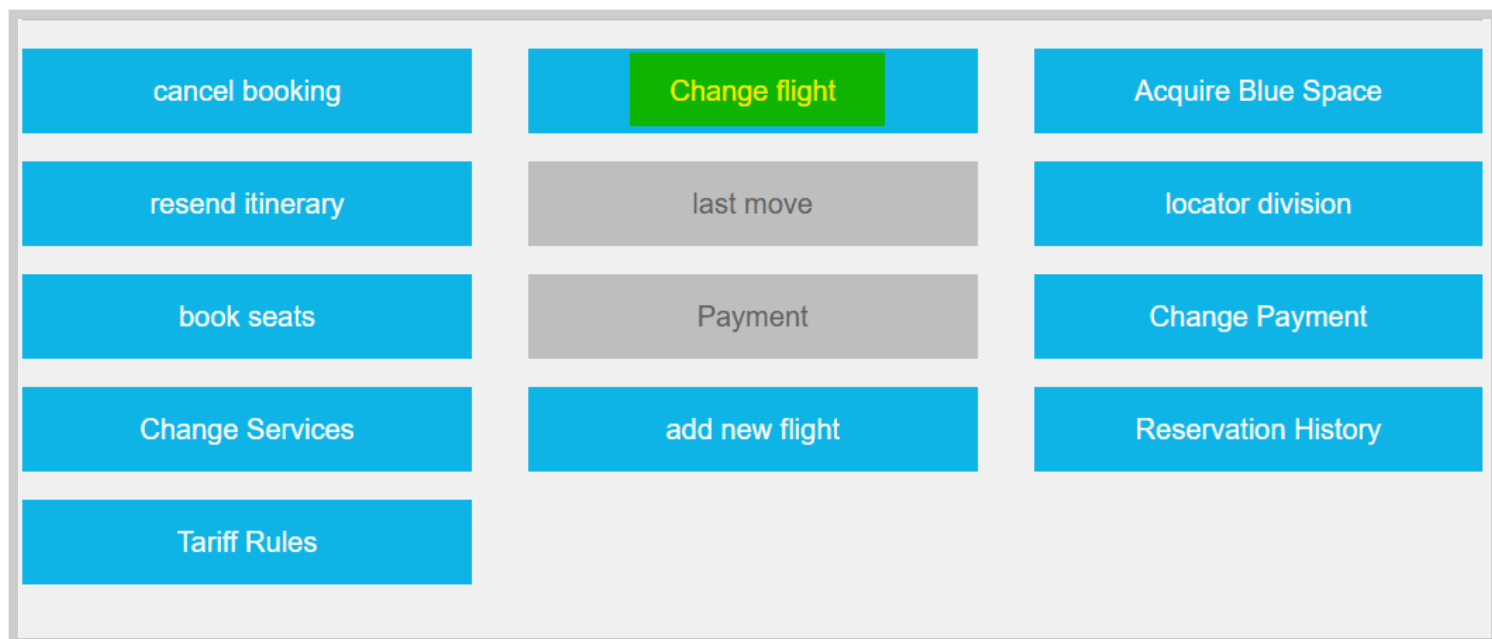 cancel booking
Change flight
Acquire Blue Space
resend itinerary
last move
locator division
book seats
Payment
Change Payment
Change Services
add new flight
Reservation History
Tariff Rules